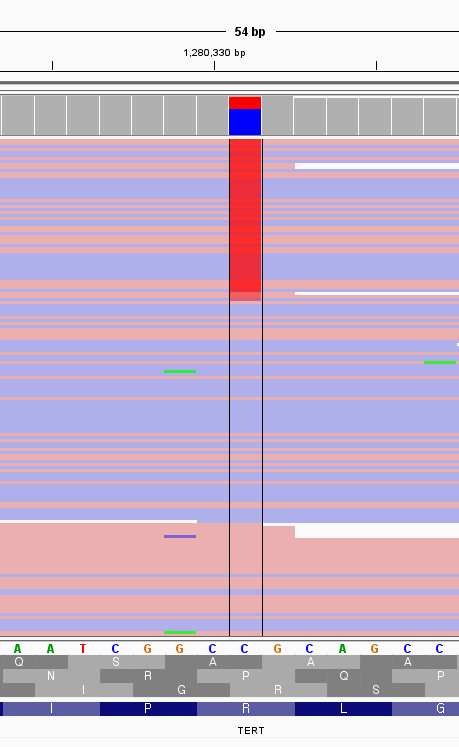 54 bp
1,280,330 bp
A A T C G G C C G C A G C C
Q S R A A A
N R P Q P
I G R S
I P R L G
TERT